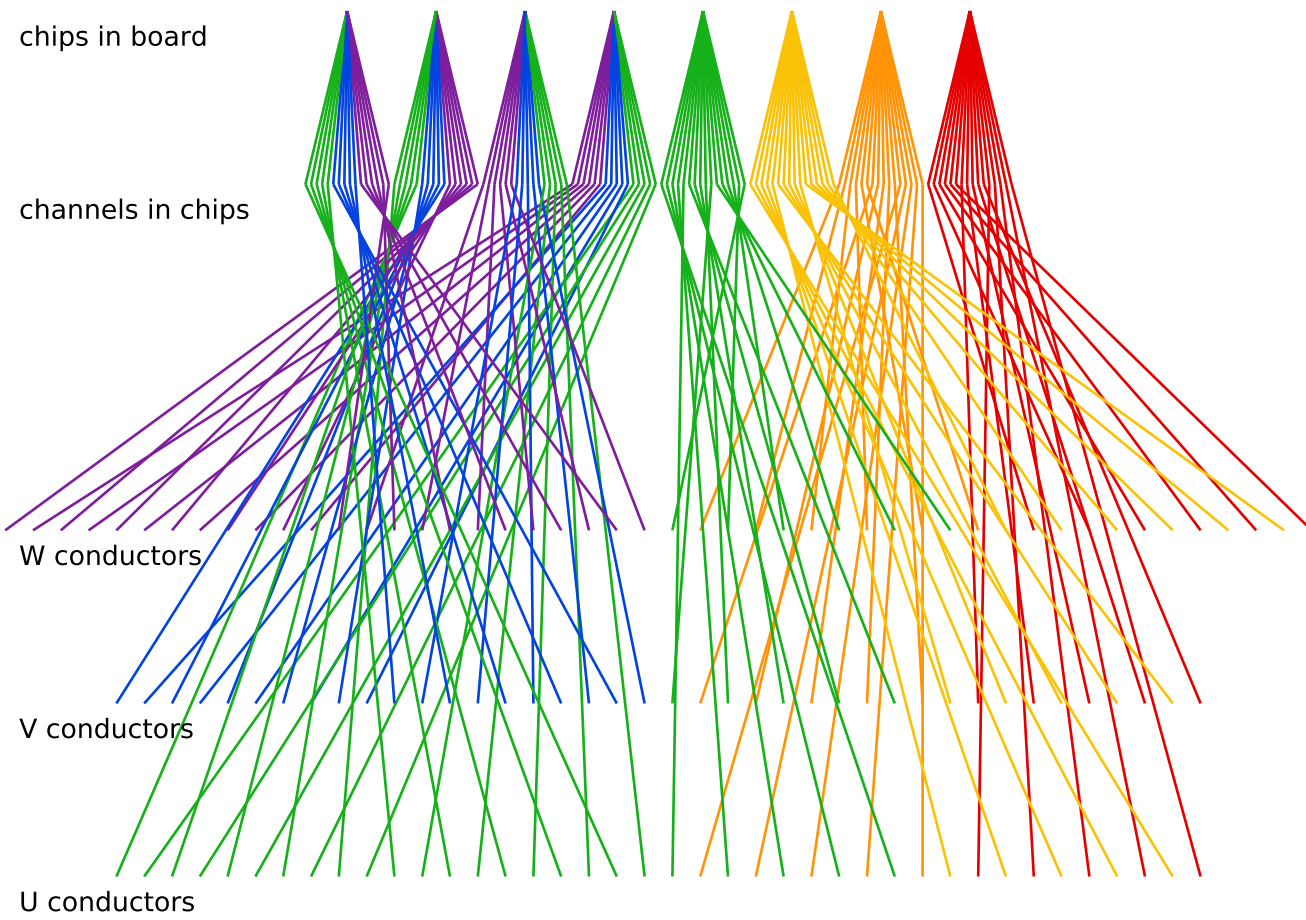 chips in board
channels in chips
W conductors
V conductors
U conductors